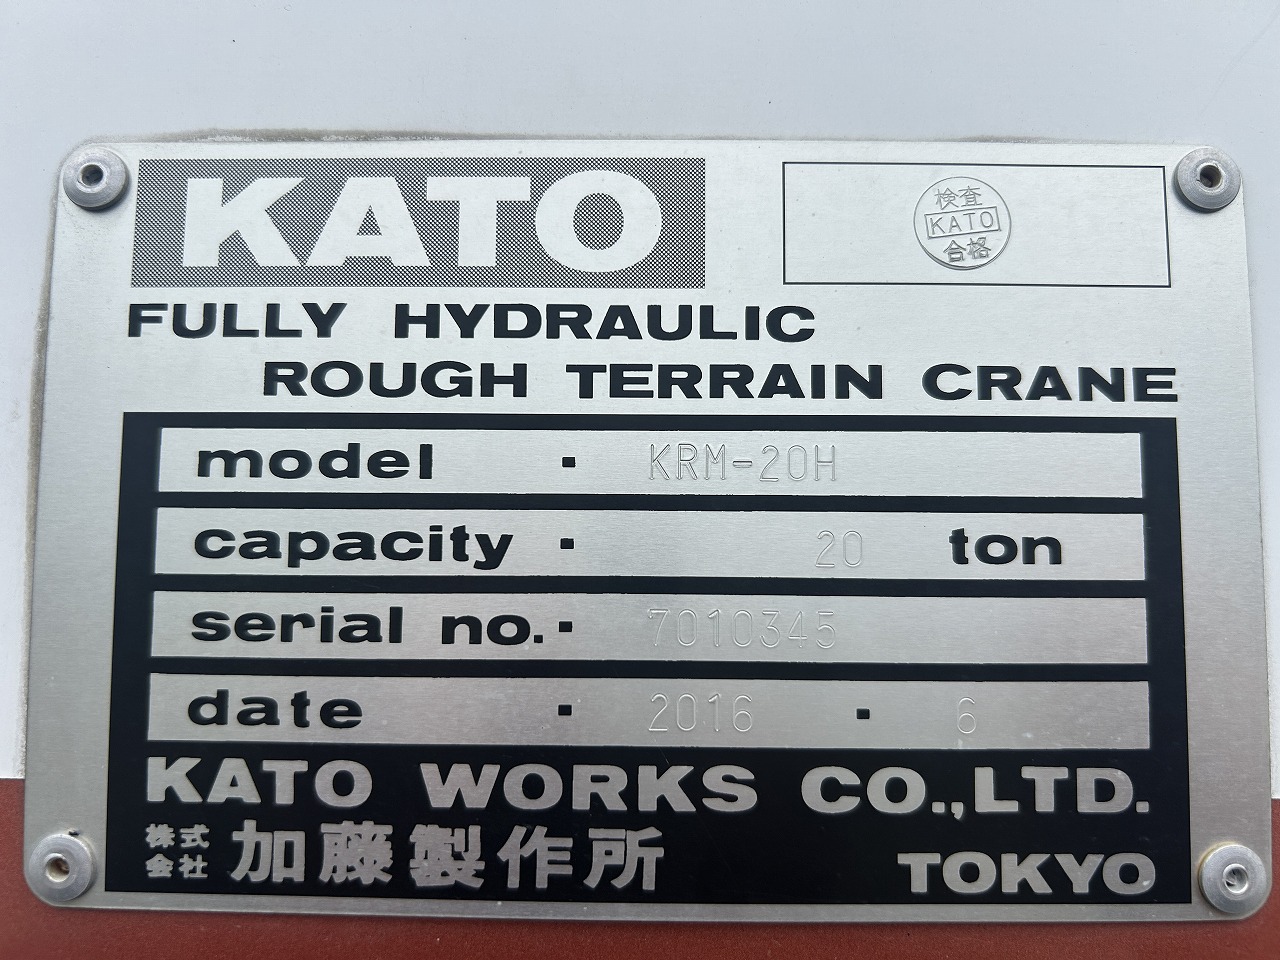 KATO
検査
KATO
合格
FULLY HYDRAULIC
ROUGH TERRAIN CRANE
model · KRM-20H
capacity · 20 ton
serial no. · 7010345
date · 2016 · 6
KATO WORKS CO.,LTD.
株式会社 加藤製作所 TOKYO